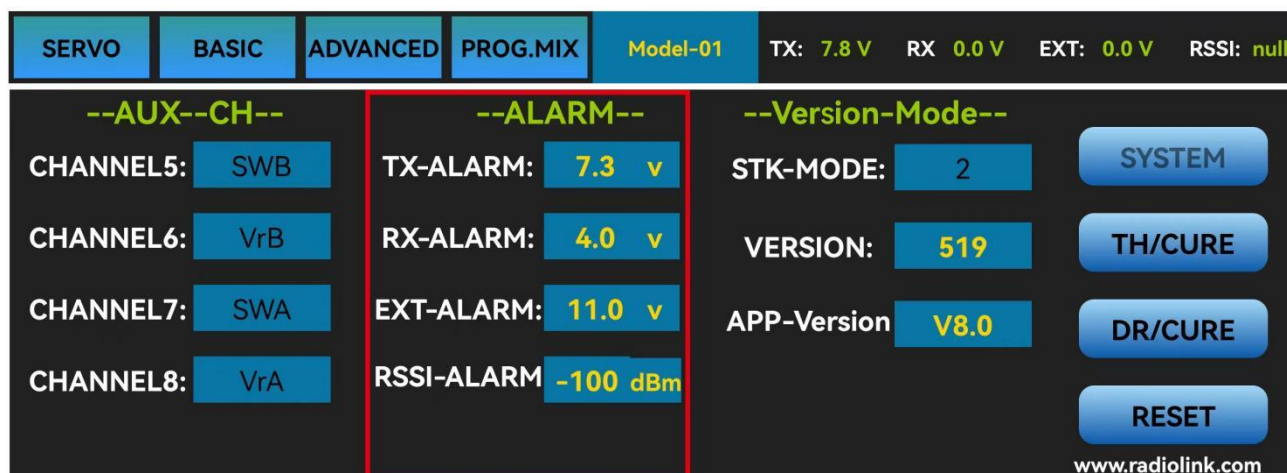 SERVO BASIC ADVANCED PROG.MIX Model-01 TX: 7.8 V RX 0.0 V EXT: 0.0 V RSSI: null
--AUX--CH--
CHANNEL5: SWB
CHANNEL6: VrB
CHANNEL7: SWA
CHANNEL8: VrA
--ALARM--
TX-ALARM: 7.3 v
RX-ALARM: 4.0 v
EXT-ALARM: 11.0 v
RSSI-ALARM -100 dBm
--Version-Mode--
STK-MODE: 2
VERSION: 519
APP-Version V8.0
SYSTEM
TH/CURE
DR/CURE
RESET
www.radiolink.com